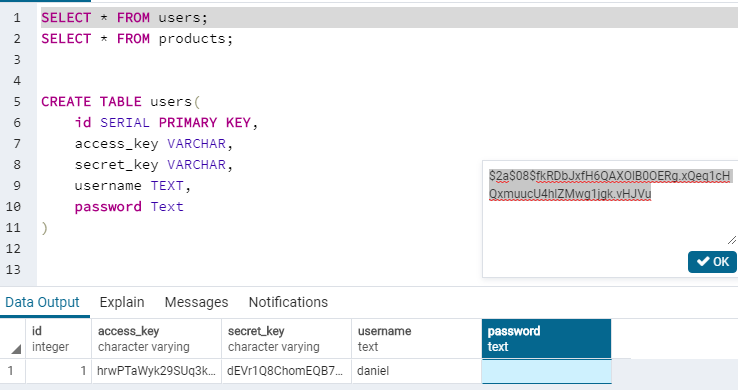 1 SELECT * FROM users;
2 SELECT * FROM products;
3
4
5 CREATE TABLE users(
6 id SERIAL PRIMARY KEY,
7 access_key VARCHAR,
8 secret_key VARCHAR,
9 username TEXT,
10 password Text
11 )
12
13
$2a$08$fkRDbJxfH6QAXOlB0OERg.xQeq1cH
QxmuucU4hlZMwg1jgk.vHJVu
OK
Data Output Explain Messages Notifications
id access_key secret_key username password
integer character varying character varying text text
1 1 hrwPTaWyk29SUq3k... dEVr1Q8ChomEQB7... daniel